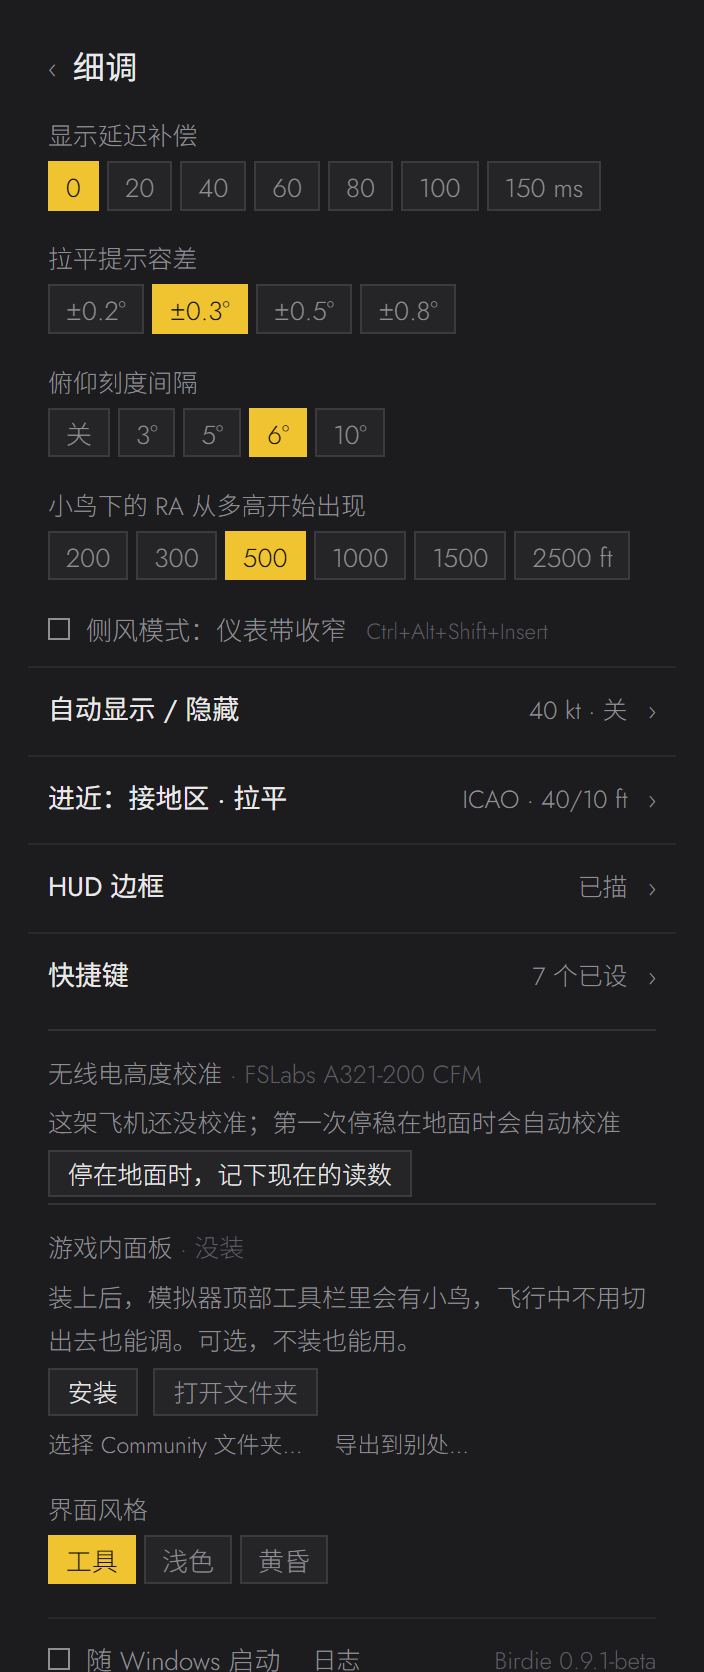 ‹ 细调
显示延迟补偿
0 20 40 60 80 100 150 ms
拉平提示容差
±0.2° ±0.3° ±0.5° ±0.8°
俯仰刻度间隔
关 3° 5° 6° 10°
小鸟下的 RA 从多高开始出现
200 300 500 1000 1500 2500 ft
侧风模式：仪表带收窄 Ctrl+Alt+Shift+Insert
自动显示 / 隐藏 40 kt · 关 ›
进近：接地区 · 拉平 ICAO · 40/10 ft ›
HUD 边框 已描 ›
快捷键 7 个已设 ›
无线电高度校准 · FSLabs A321-200 CFM
这架飞机还没校准；第一次停稳在地面时会自动校准
停在地面时，记下现在的读数
游戏内面板 · 没装
装上后，模拟器顶部工具栏里会有小鸟，飞行中不用切
出去也能调。可选，不装也能用。
安装 打开文件夹
选择 Community 文件夹... 导出到别处...
界面风格
工具 浅色 黄昏
随 Windows 启动 日志 Birdie 0.9.1-beta